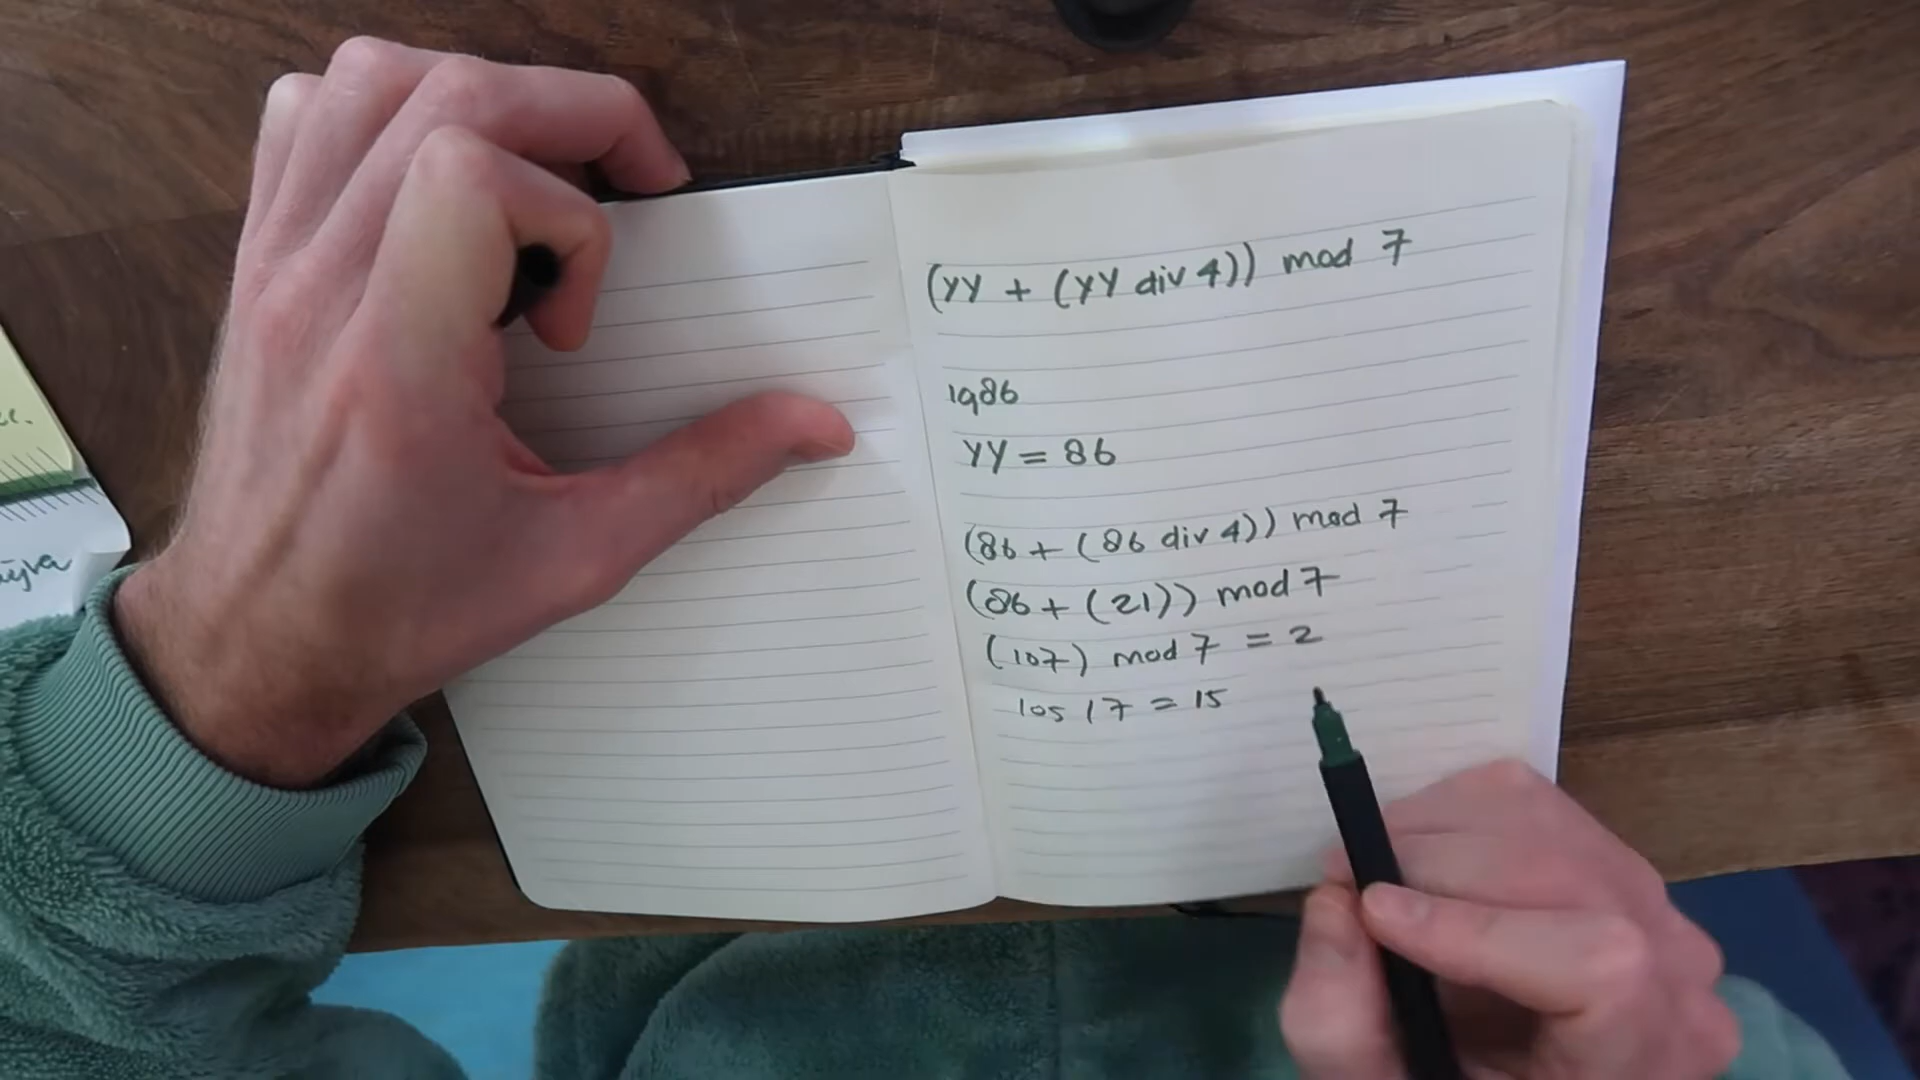 (YY + (YY div 4)) mod 7
1986
YY = 86
(86 + (86 div 4)) mod 7
(86 + (21)) mod 7
(107) mod 7 = 2
105 / 7 = 15